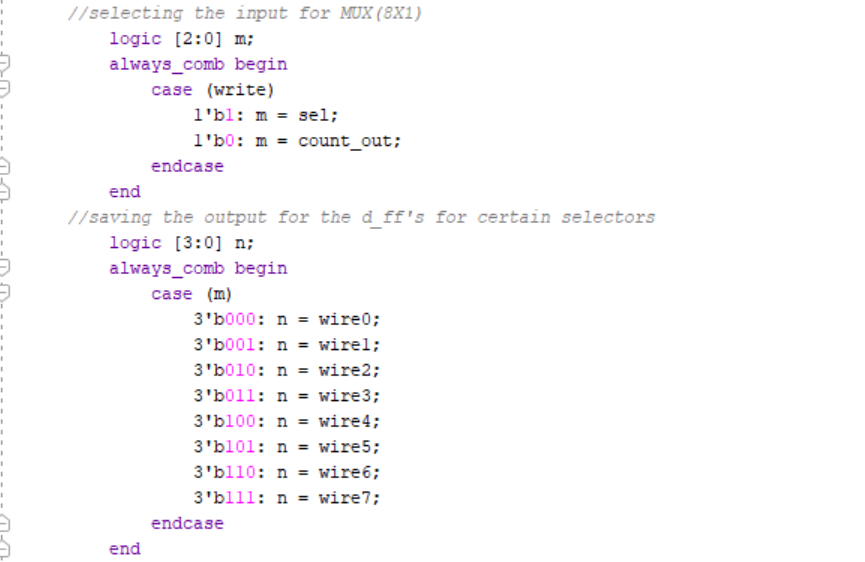 //selecting the input for MUX(8X1)
logic [2:0] m;
always_comb begin
case (write)
1'b1: m = sel;
1'b0: m = count_out;
endcase
end
//saving the output for the d_ff's for certain selectors
logic [3:0] n;
always_comb begin
case (m)
3'b000: n = wire0;
3'b001: n = wire1;
3'b010: n = wire2;
3'b011: n = wire3;
3'b100: n = wire4;
3'b101: n = wire5;
3'b110: n = wire6;
3'b111: n = wire7;
endcase
end